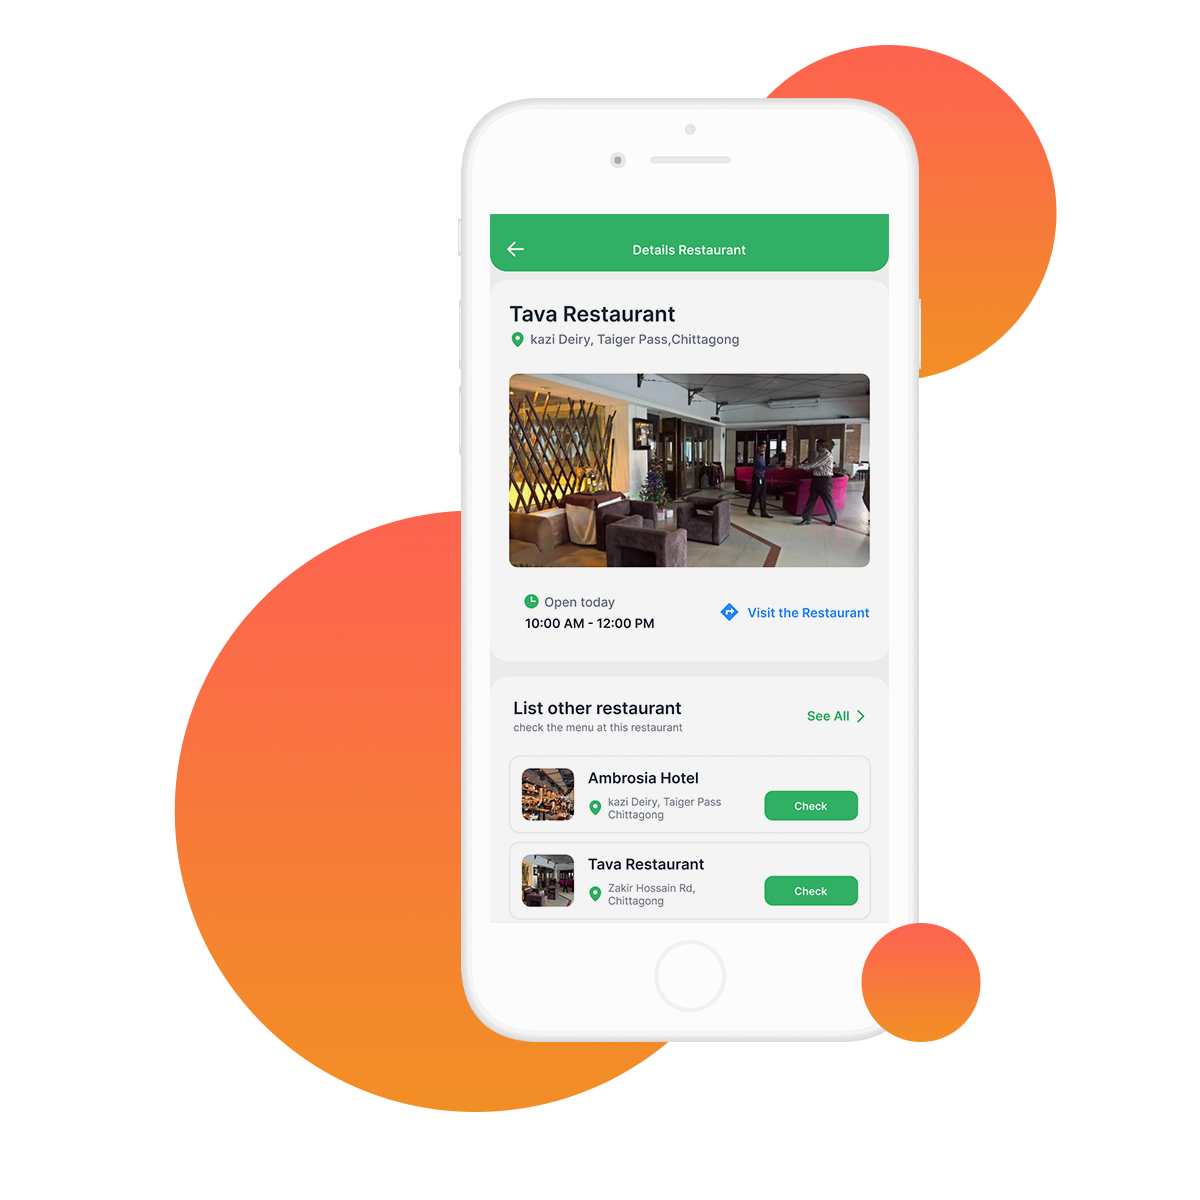 Details Restaurant
Tava Restaurant
kazi Deiry, Taiger Pass,Chittagong
Open today
10:00 AM - 12:00 PM
Visit the Restaurant
List other restaurant
check the menu at this restaurant
See All
Ambrosia Hotel
kazi Deiry, Taiger Pass
Chittagong
Check
Tava Restaurant
Zakir Hossain Rd,
Chittagong
Check